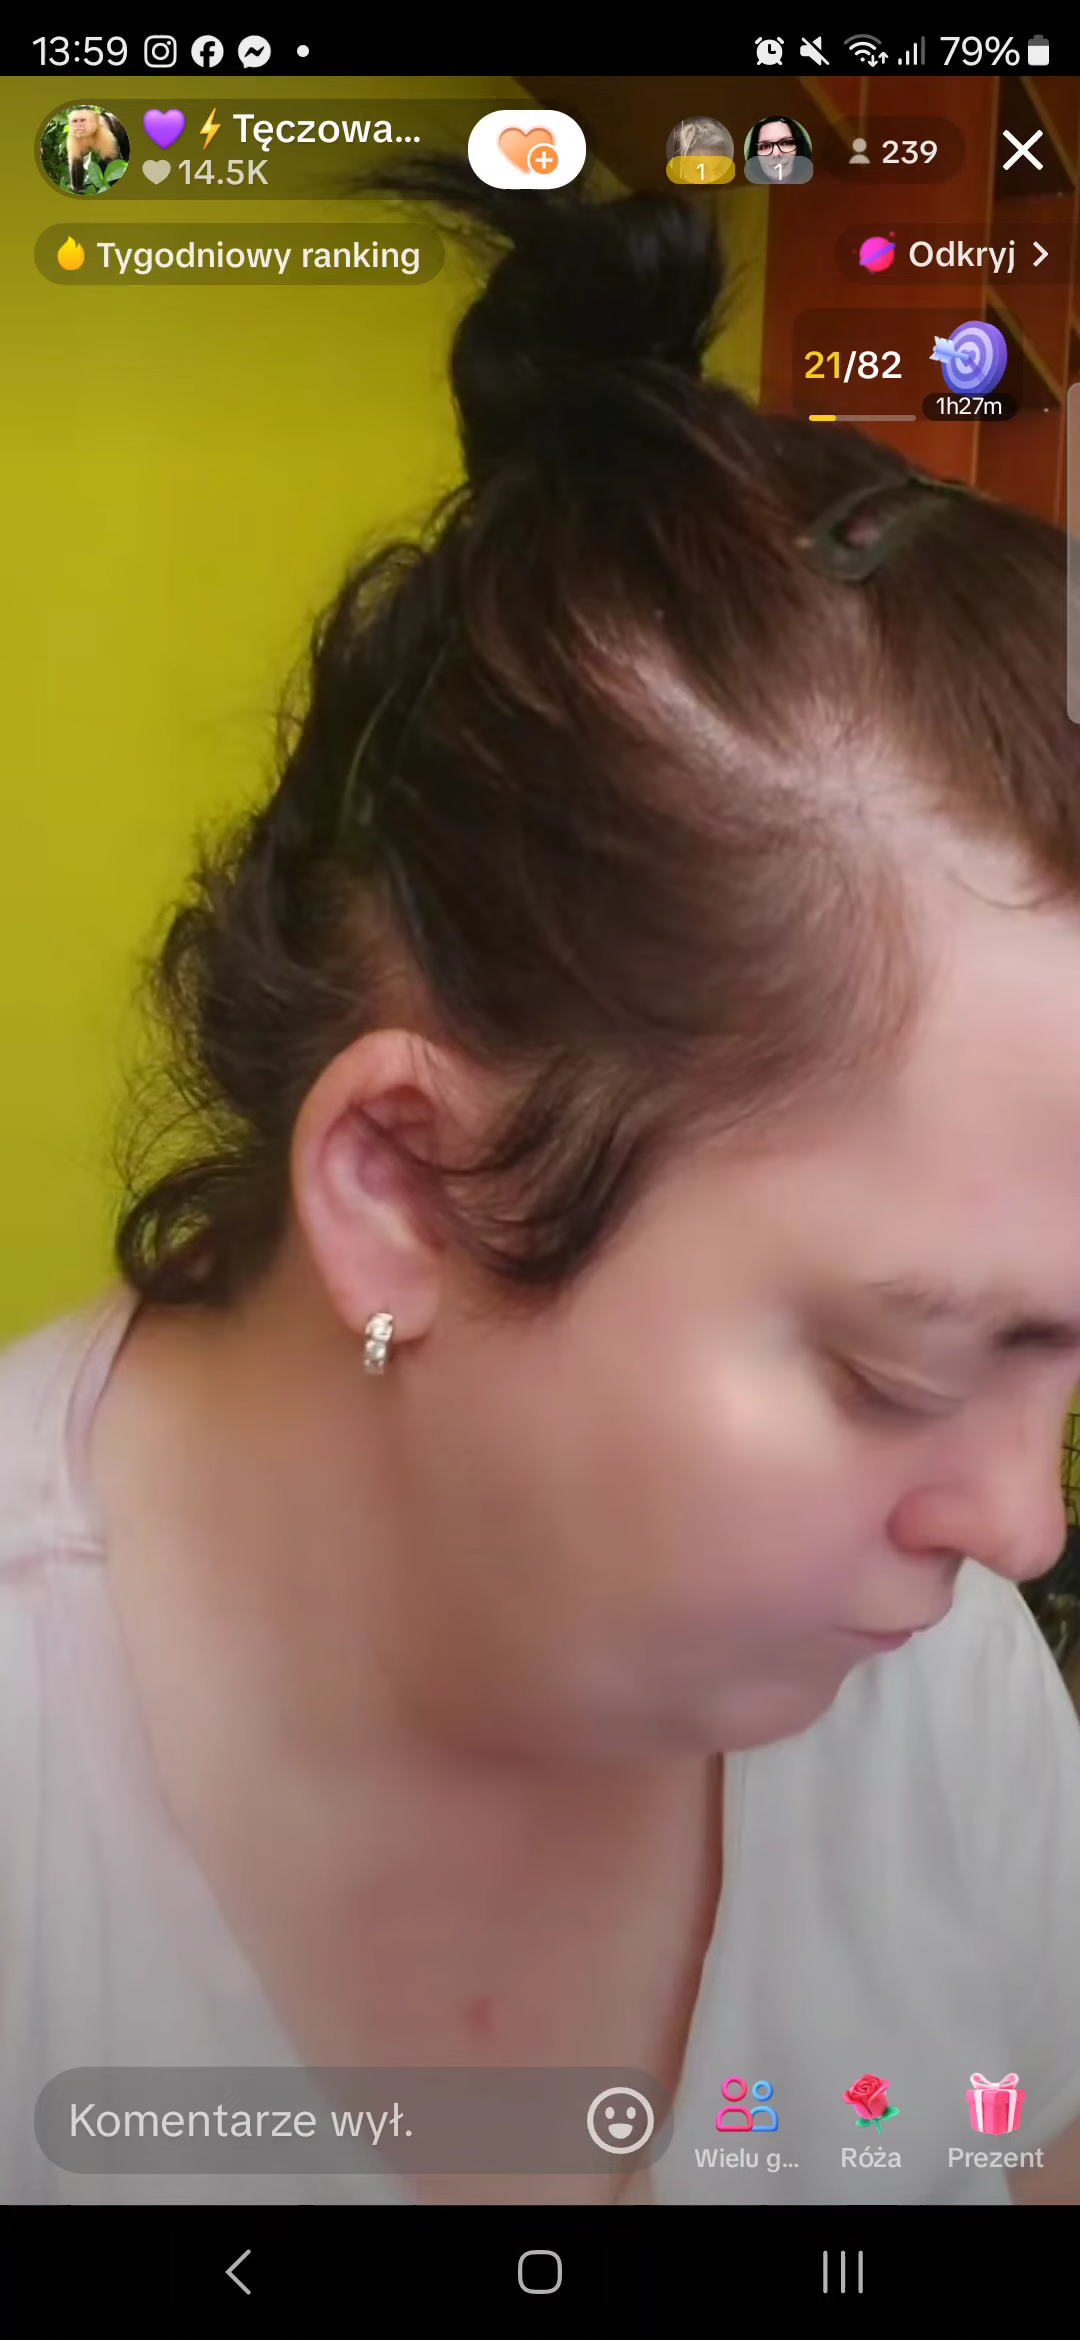 13:59 79%
💜⚡Tęczowa...
14.5K
1
1
239
Tygodniowy ranking
Odkryj >
21/82
1h27m
Komentarze wył.
Wielu g...
Róża
Prezent